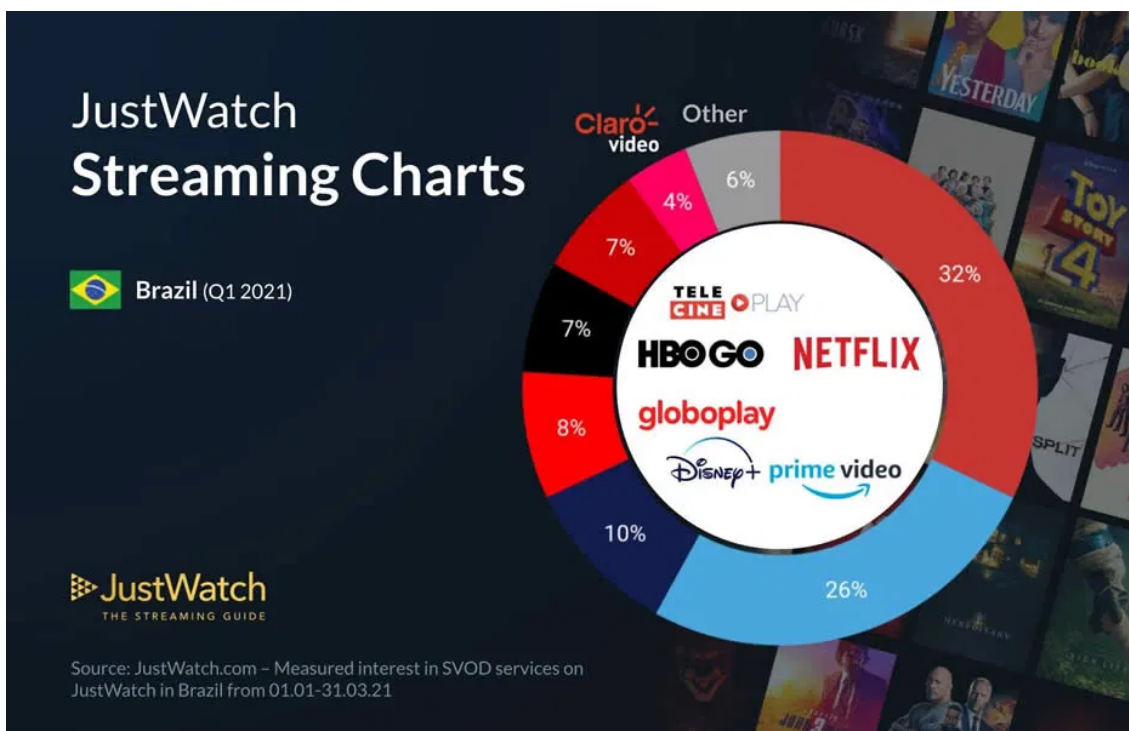 JustWatch
Streaming Charts
Brazil (Q1 2021)
JustWatch
THE STREAMING GUIDE
Source: JustWatch.com – Measured interest in SVOD services on
JustWatch in Brazil from 01.01-31.03.21
Claro
video
Other
6%
4%
7%
7%
8%
10%
26%
32%
TELE
CINE PLAY
HBO GO NETFLIX
globoplay
Disney+ prime video
YESTERDAY
TOY
STORY
4
SPLIT